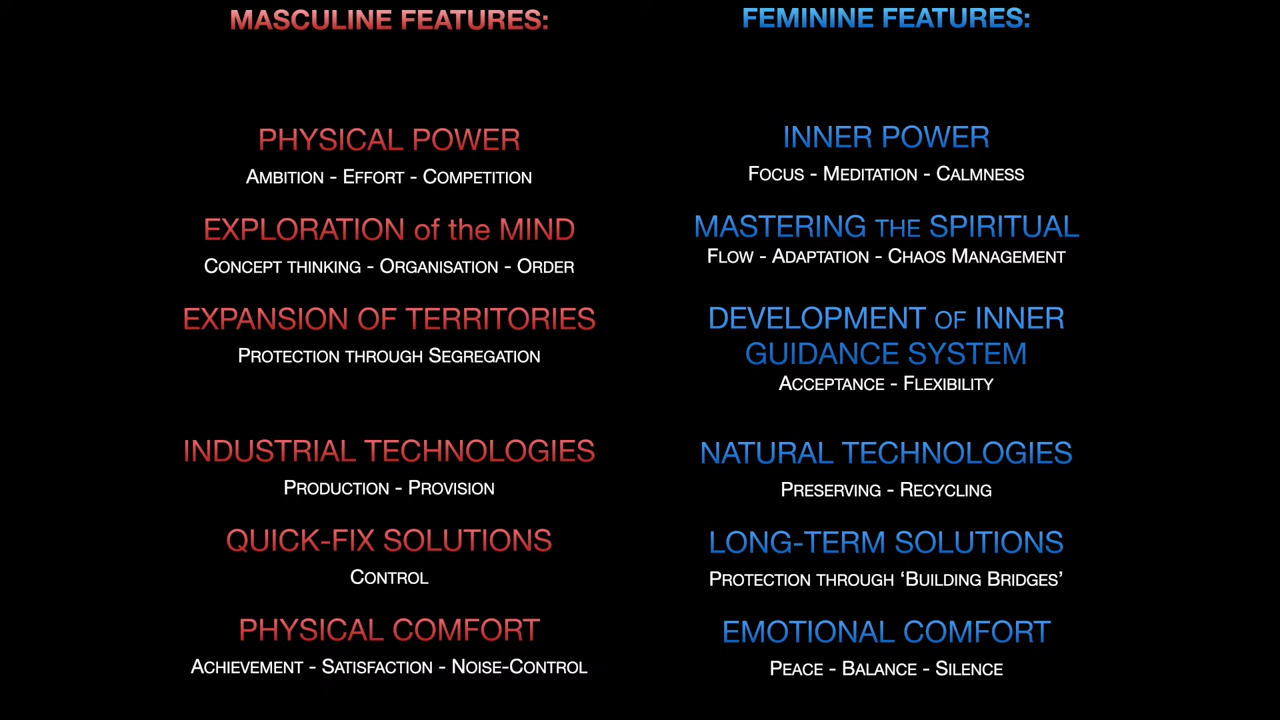 MASCULINE FEATURES:
PHYSICAL POWER
AMBITION - EFFORT - COMPETITION
EXPLORATION of the MIND
CONCEPT THINKING - ORGANISATION - ORDER
EXPANSION OF TERRITORIES
PROTECTION THROUGH SEGREGATION
INDUSTRIAL TECHNOLOGIES
PRODUCTION - PROVISION
QUICK-FIX SOLUTIONS
CONTROL
PHYSICAL COMFORT
ACHIEVEMENT - SATISFACTION - NOISE-CONTROL
FEMININE FEATURES:
INNER POWER
FOCUS - MEDITATION - CALMNESS
MASTERING THE SPIRITUAL
FLOW - ADAPTATION - CHAOS MANAGEMENT
DEVELOPMENT OF INNER
GUIDANCE SYSTEM
ACCEPTANCE - FLEXIBILITY
NATURAL TECHNOLOGIES
PRESERVING - RECYCLING
LONG-TERM SOLUTIONS
PROTECTION THROUGH ‘BUILDING BRIDGES’
EMOTIONAL COMFORT
PEACE - BALANCE - SILENCE